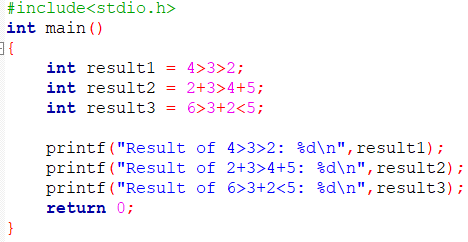 #include<stdio.h>
int main()
{
int result1 = 4>3>2;
int result2 = 2+3>4+5;
int result3 = 6>3+2<5;
printf("Result of 4>3>2: %d\n",result1);
printf("Result of 2+3>4+5: %d\n",result2);
printf("Result of 6>3+2<5: %d\n",result3);
return 0;
}